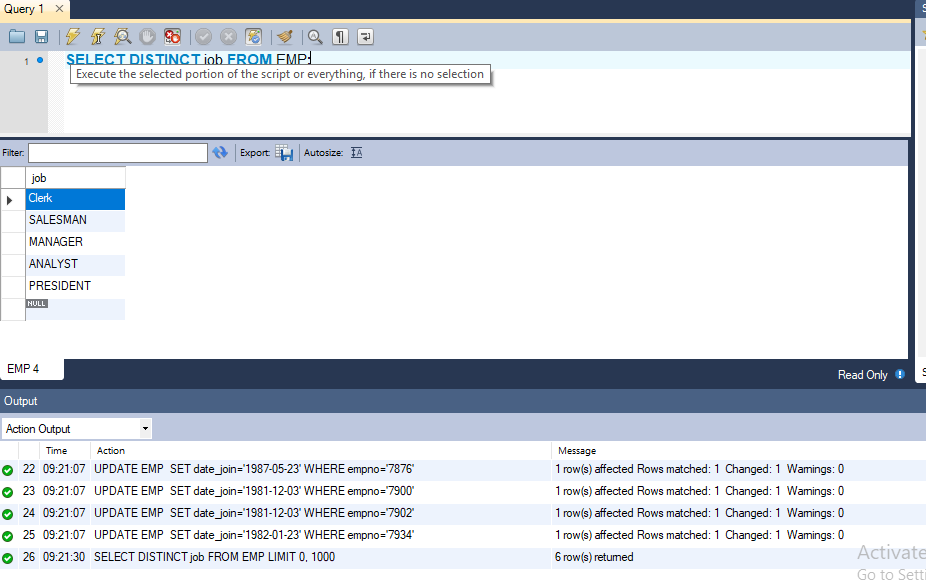 Query 1
1 SELECT DISTINCT job FROM EMP;
Execute the selected portion of the script or everything, if there is no selection
Filter: Export: Autosize:
job
Clerk
SALESMAN
MANAGER
ANALYST
PRESIDENT
NULL
EMP 4
Read Only
Output
Action Output
Time Action Message
22 09:21:07 UPDATE EMP SET date_join='1987-05-23' WHERE empno='7876' 1 row(s) affected Rows matched: 1 Changed: 1 Warnings: 0
23 09:21:07 UPDATE EMP SET date_join='1981-12-03' WHERE empno='7900' 1 row(s) affected Rows matched: 1 Changed: 1 Warnings: 0
24 09:21:07 UPDATE EMP SET date_join='1981-12-03' WHERE empno='7902' 1 row(s) affected Rows matched: 1 Changed: 1 Warnings: 0
25 09:21:07 UPDATE EMP SET date_join='1982-01-23' WHERE empno='7934' 1 row(s) affected Rows matched: 1 Changed: 1 Warnings: 0
26 09:21:30 SELECT DISTINCT job FROM EMP LIMIT 0, 1000 6 row(s) returned
Activate
Go to Sett